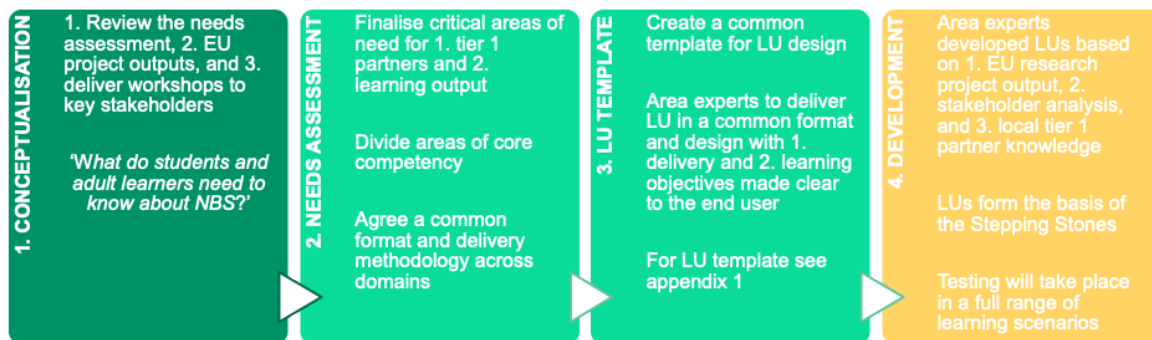 1. CONCEPTUALISATION
1. Review the needs
assessment, 2. EU
project outputs, and 3.
deliver workshops to
key stakeholders
‘What do students and
adult learners need to
know about NBS?’
2. NEEDS ASSESSMENT
Finalise critical areas of
need for 1. tier 1
partners and 2.
learning output
Divide areas of core
competency
Agree a common
format and delivery
methodology across
domains
3. LU TEMPLATE
Create a common
template for LU design
Area experts to deliver
LU in a common format
and design with 1.
delivery and 2. learning
objectives made clear
to the end user
For LU template see
appendix 1
4. DEVELOPMENT
Area experts
developed LUs based
on 1. EU research
project output, 2.
stakeholder analysis,
and 3. local tier 1
partner knowledge
LUs form the basis of
the Stepping Stones
Testing will take place
in a full range of
learning scenarios